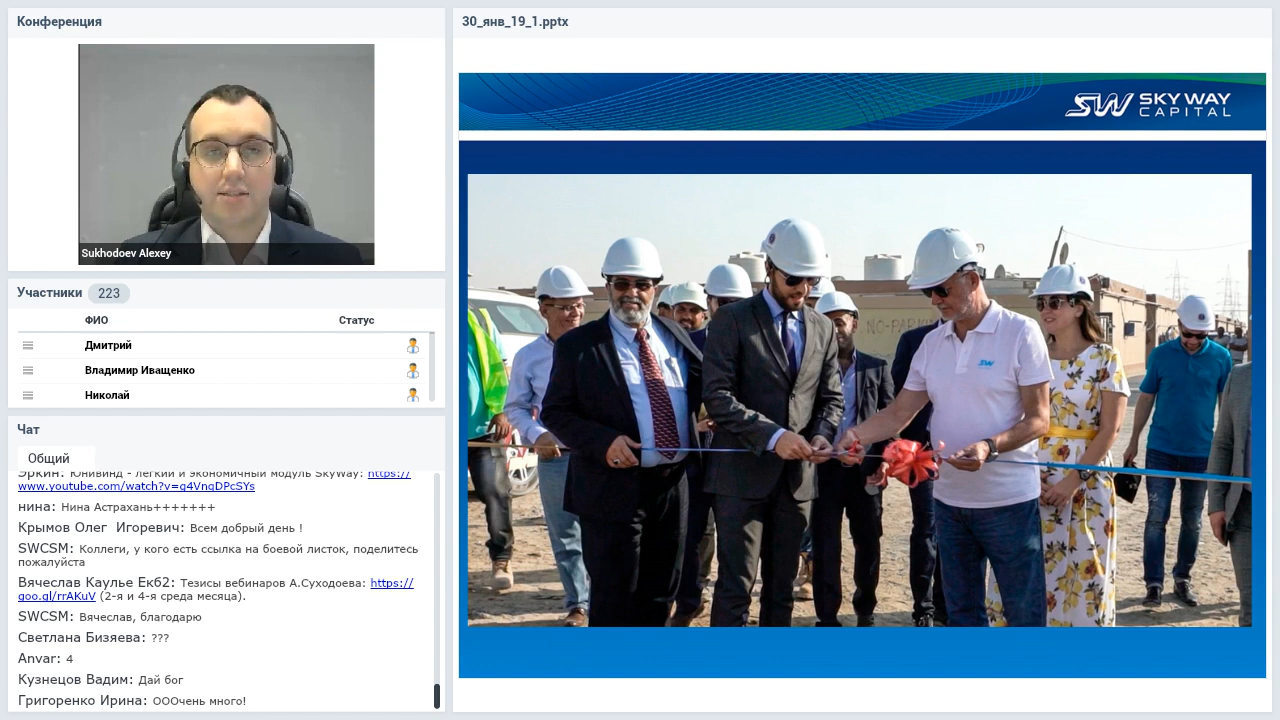 Конференция
Sukhodoev Alexey
Участники 223
ФИО Статус
Дмитрий
Владимир Иващенко
Николай
Чат
Общий
Эркин: Юнивинд - легкий и экономичный модуль SkyWay: https://
www.youtube.com/watch?v=g4VnqDPcSYs
нина: Нина Астрахань+++++++
Крымов Олег  Игоревич: Всем добрый день !
SWCSM: Коллеги, у кого есть ссылка на боевой листок, поделитесь
пожалуйста
Вячеслав Каулье Екб2: Тезисы вебинаров А.Суходоева: https://
goo.gl/rrAKuV (2-я и 4-я среда месяца).
SWCSM: Вячеслав, благодарю
Светлана Бизяева: ???
Anvar: 4
Кузнецов Вадим: Дай бог
Григоренко Ирина: ОООчень много!
30_янв_19_1.pptx
SW SKY WAY
CAPITAL
NO-PARKING
SW